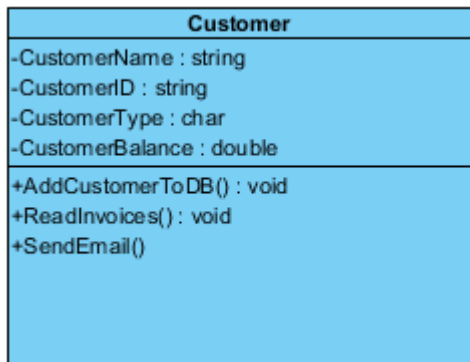 Customer
-CustomerName : string
-CustomerID : string
-CustomerType : char
-CustomerBalance : double
+AddCustomerToDB() : void
+ReadInvoices() : void
+SendEmail()